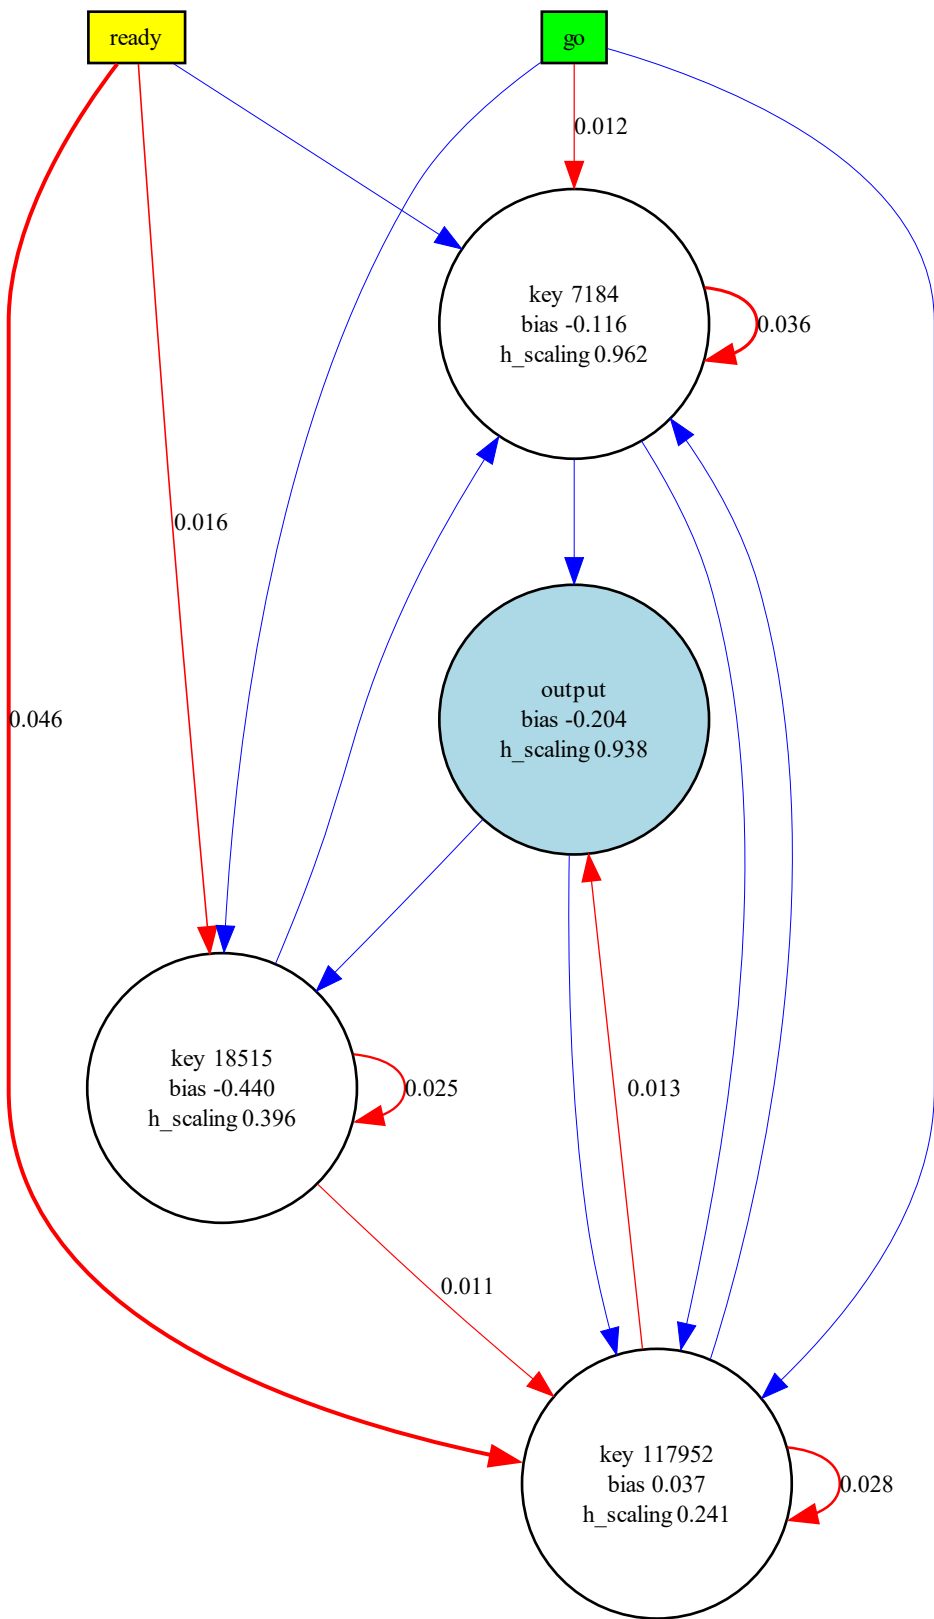 ready
go
0.012
key 7184
bias -0.116
h_scaling 0.962
0.036
0.016
output
bias -0.204
h_scaling 0.938
0.046
key 18515
bias -0.440
h_scaling 0.396
0.025
0.013
0.011
key 117952
bias 0.037
h_scaling 0.241
0.028